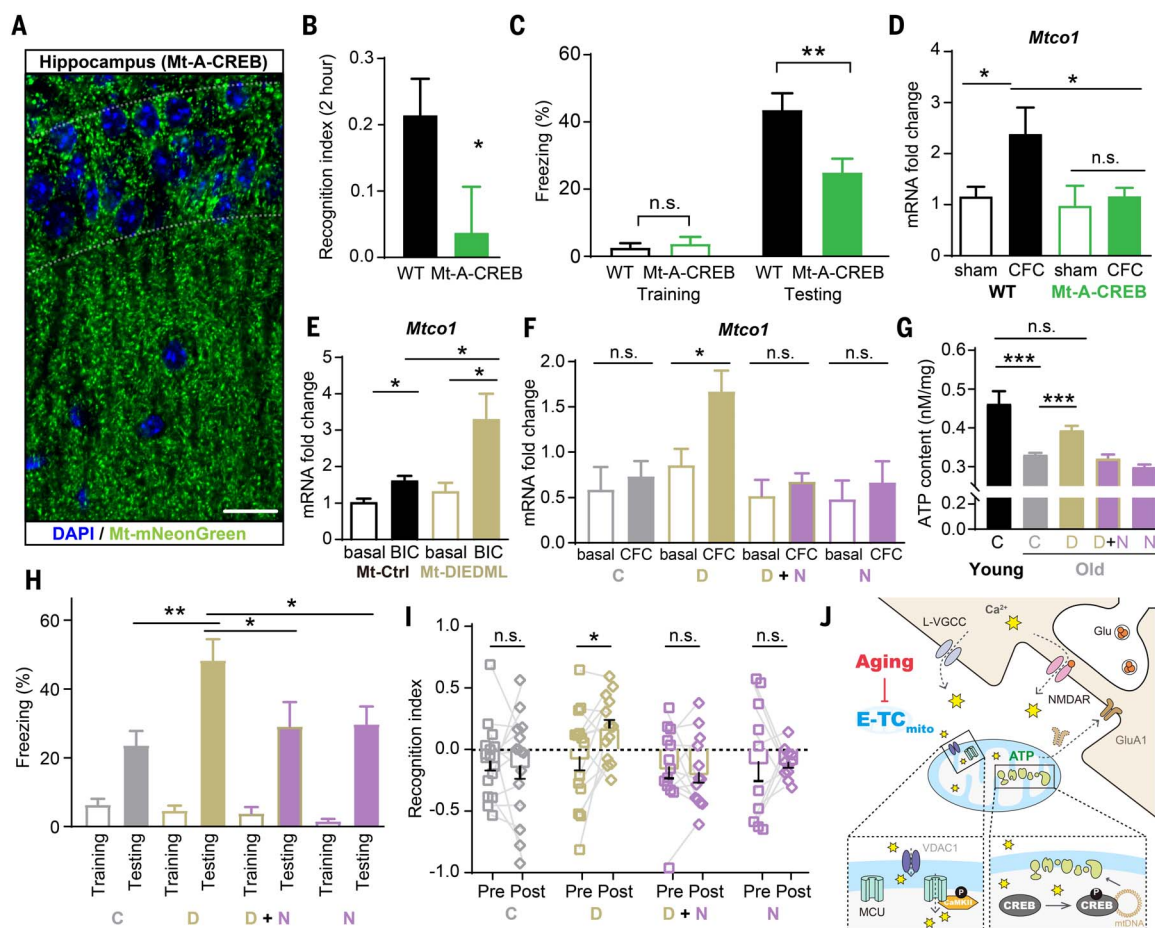 A
Hippocampus (Mt-A-CREB)
DAPI / Mt-mNeonGreen
B
Recognition index (2 hour)
0.3
0.2
0.1
0.0
*
WT Mt-A-CREB
C
Freezing (%)
60
40
20
0
n.s.
**
WT Mt-A-CREB WT Mt-A-CREB
Training Testing
D
Mtco1
mRNA fold change
4
3
2
1
0
* *
n.s.
sham CFC sham CFC
WT Mt-A-CREB
E
Mtco1
mRNA fold change
5
4
3
2
1
0
*
* *
basal BIC basal BIC
Mt-Ctrl Mt-DIEDML
F
Mtco1
mRNA fold change
2.0
1.5
1.0
0.5
0.0
n.s. * n.s. n.s.
basal CFC basal CFC basal CFC basal CFC
C D D + N N
G
ATP content (nM/mg)
0.6
0.5
0.4
0.3
0.2
0.0
n.s.
***
***
C C D D+N N
Young Old
H
Freezing (%)
60
40
20
0
** *
*
Training Testing Training Testing Training Testing Training Testing
C D D + N N
I
Recognition index
1.0
0.5
0.0
-0.5
-1.0
n.s. * n.s. n.s.
Pre Post Pre Post Pre Post Pre Post
C D D + N N
J
Ca2+
L-VGCC
Glu
Aging
NMDAR
E-TCmito
GluA1
ATP
VDAC1
MCU
P
CaMKII
P
CREB CREB
mtDNA